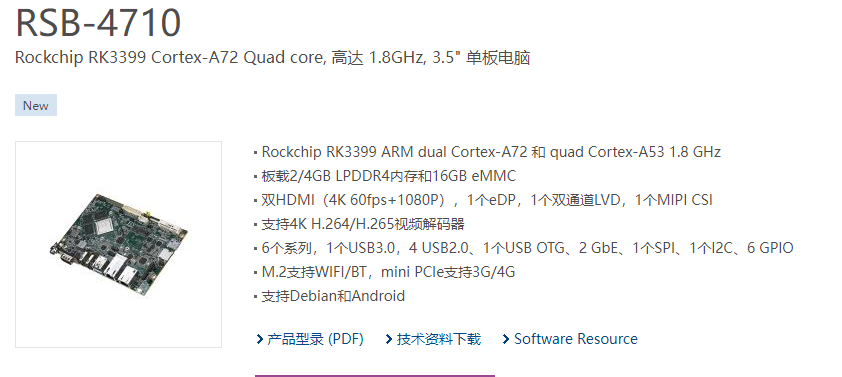 RSB-4710
Rockchip RK3399 Cortex-A72 Quad core, 高达 1.8GHz, 3.5" 单板电脑
New
▪ Rockchip RK3399 ARM dual Cortex-A72 和 quad Cortex-A53 1.8 GHz
▪ 板载2/4GB LPDDR4内存和16GB eMMC
▪ 双HDMI（4K 60fps+1080P），1个eDP，1个双通道LVD，1个MIPI CSI
▪ 支持4K H.264/H.265视频解码器
▪ 6个系列，1个USB3.0，4 USB2.0、1个USB OTG、2 GbE、1个SPI、1个I2C、6 GPIO
▪ M.2支持WIFI/BT，mini PCIe支持3G/4G
▪ 支持Debian和Android
产品型录 (PDF) 技术资料下载 Software Resource